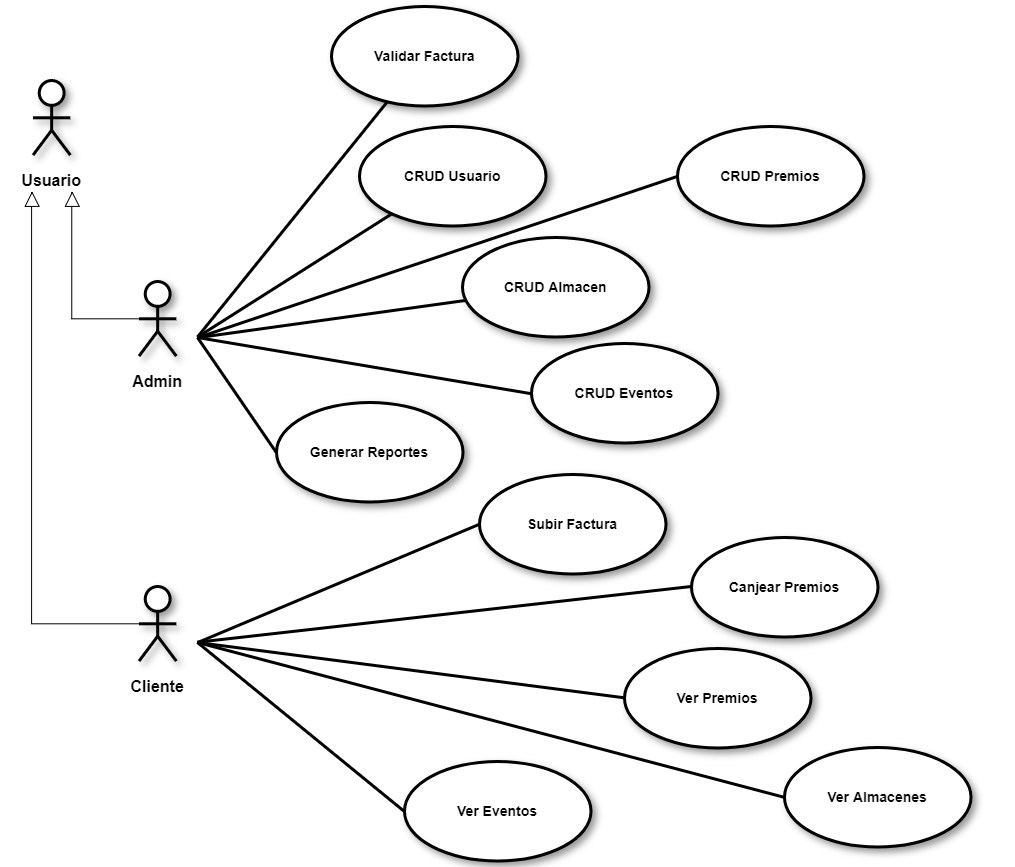 Validar Factura
Usuario
CRUD Usuario
CRUD Premios
CRUD Almacen
Admin
CRUD Eventos
Generar Reportes
Subir Factura
Canjear Premios
Cliente
Ver Premios
Ver Almacenes
Ver Eventos